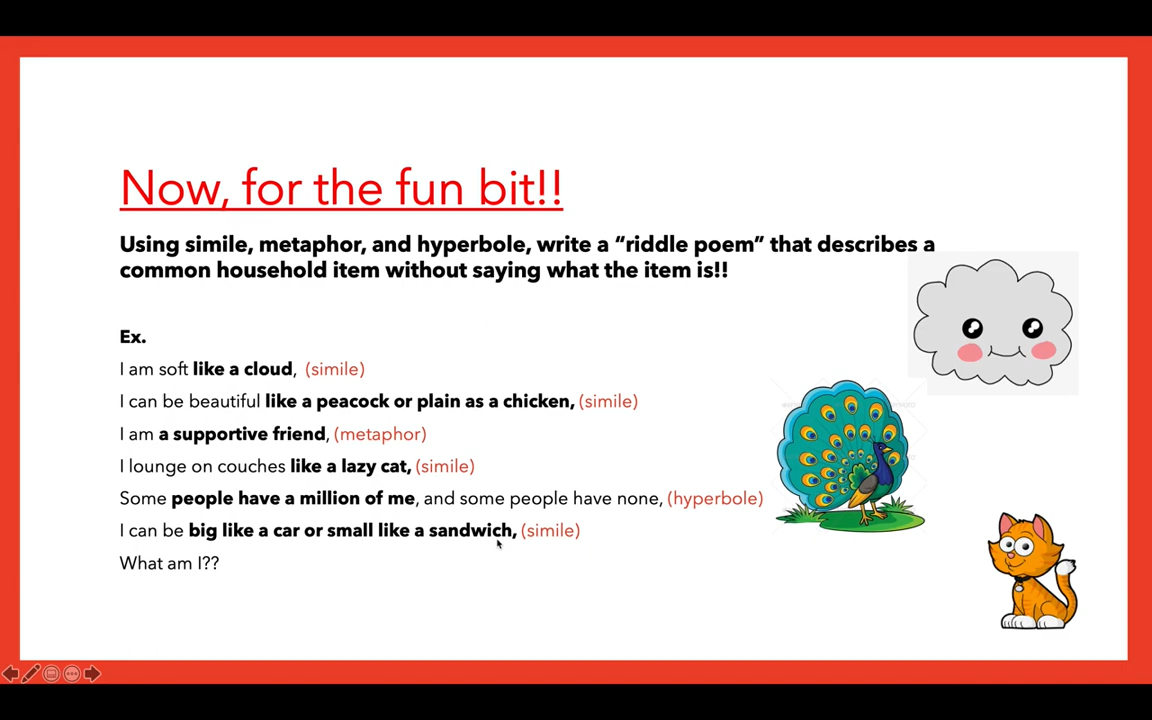 Now, for the fun bit!!
Using simile, metaphor, and hyperbole, write a “riddle poem” that describes a
common household item without saying what the item is!!
Ex.
I am soft like a cloud, (simile)
I can be beautiful like a peacock or plain as a chicken, (simile)
I am a supportive friend, (metaphor)
I lounge on couches like a lazy cat, (simile)
Some people have a million of me, and some people have none, (hyperbole)
I can be big like a car or small like a sandwich, (simile)
What am I??